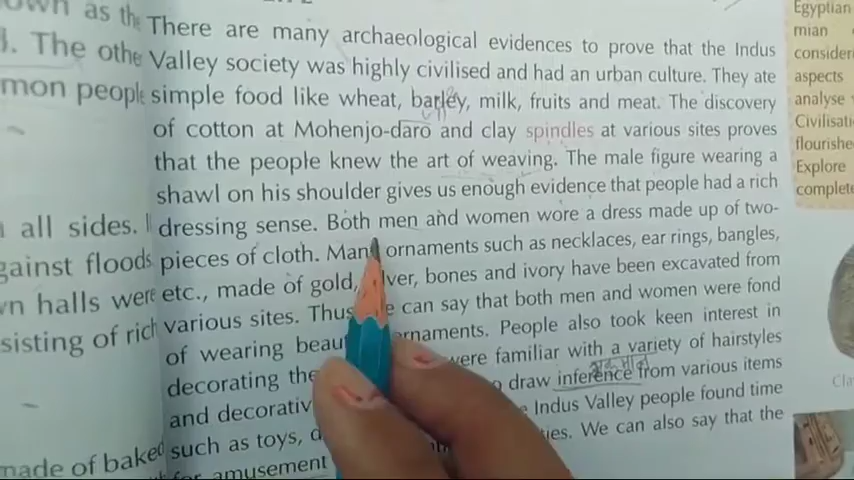 own as the
d. The othe
mon people
n all sides. I
gainst floods
wn halls were
sisting of rich
made of baked
There are many archaeological evidences to prove that the Indus
Valley society was highly civilised and had an urban culture. They ate
simple food like wheat, barley, milk, fruits and meat. The discovery
of cotton at Mohenjo-daro and clay spindles at various sites proves
that the people knew the art of weaving. The male figure wearing a
shawl on his shoulder gives us enough evidence that people had a rich
dressing sense. Both men and women wore a dress made up of two-
pieces of cloth. Many ornaments such as necklaces, ear rings, bangles,
etc., made of gold, lver, bones and ivory have been excavated from
various sites. Thus e can say that both men and women were fond
of wearing beau rnaments. People also took keen interest in
decorating the were familiar with a variety of hairstyles
and decorativ o draw inference from various items
such as toys, d e Indus Valley people found time
for amusement ies. We can also say that the
Egyptian
mian
consider
aspects
analyse
Civilisati
flourishe
Explore
complete
Cla